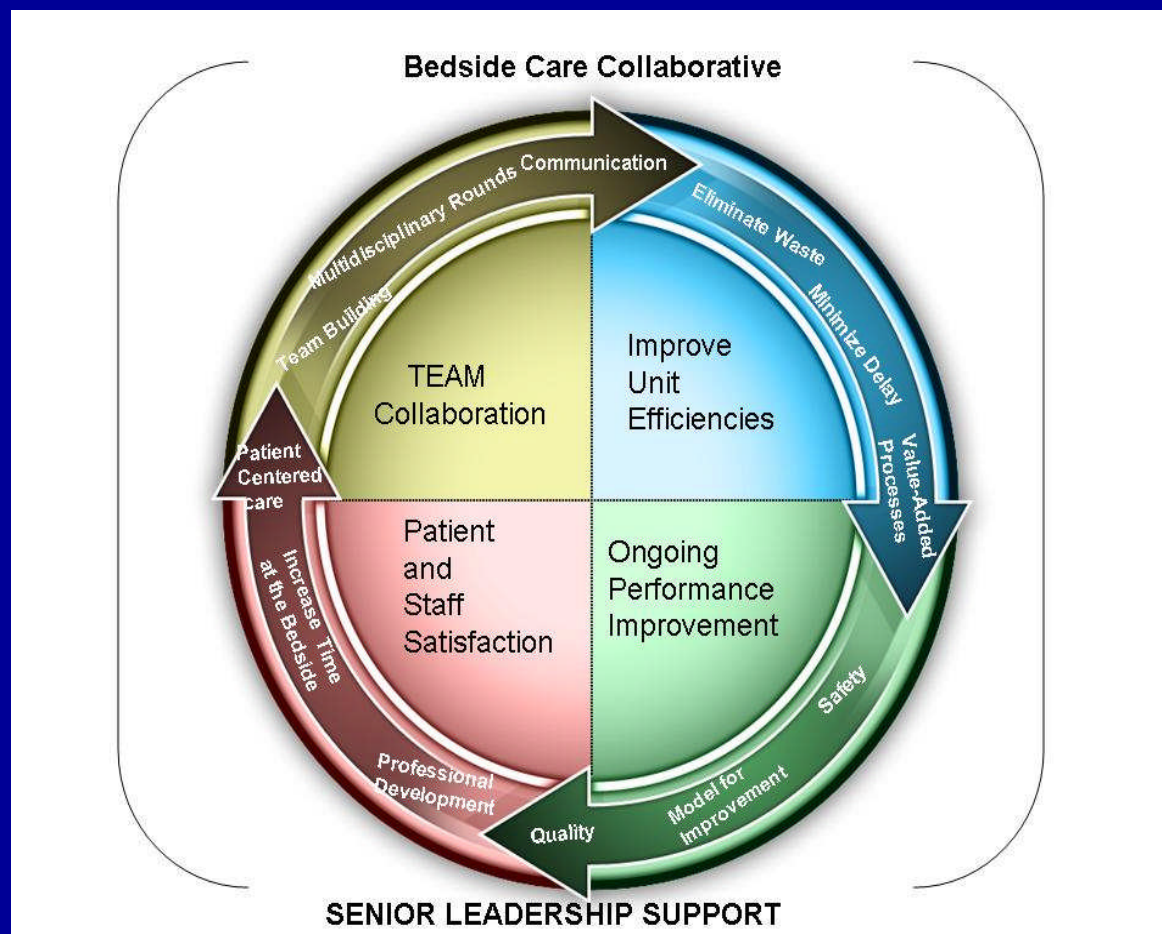 Bedside Care Collaborative
Communication
Multidisciplinary Rounds
Team Building
Eliminate Waste
Minimize Delay
Value-Added
Processes
TEAM
Collaboration
Improve
Unit
Efficiencies
Patient
Centered
care
Increase Time
at the Bedside
Professional
Development
Patient
and
Staff
Satisfaction
Ongoing
Performance
Improvement
Safety
Model for
Improvement
Quality
SENIOR LEADERSHIP SUPPORT